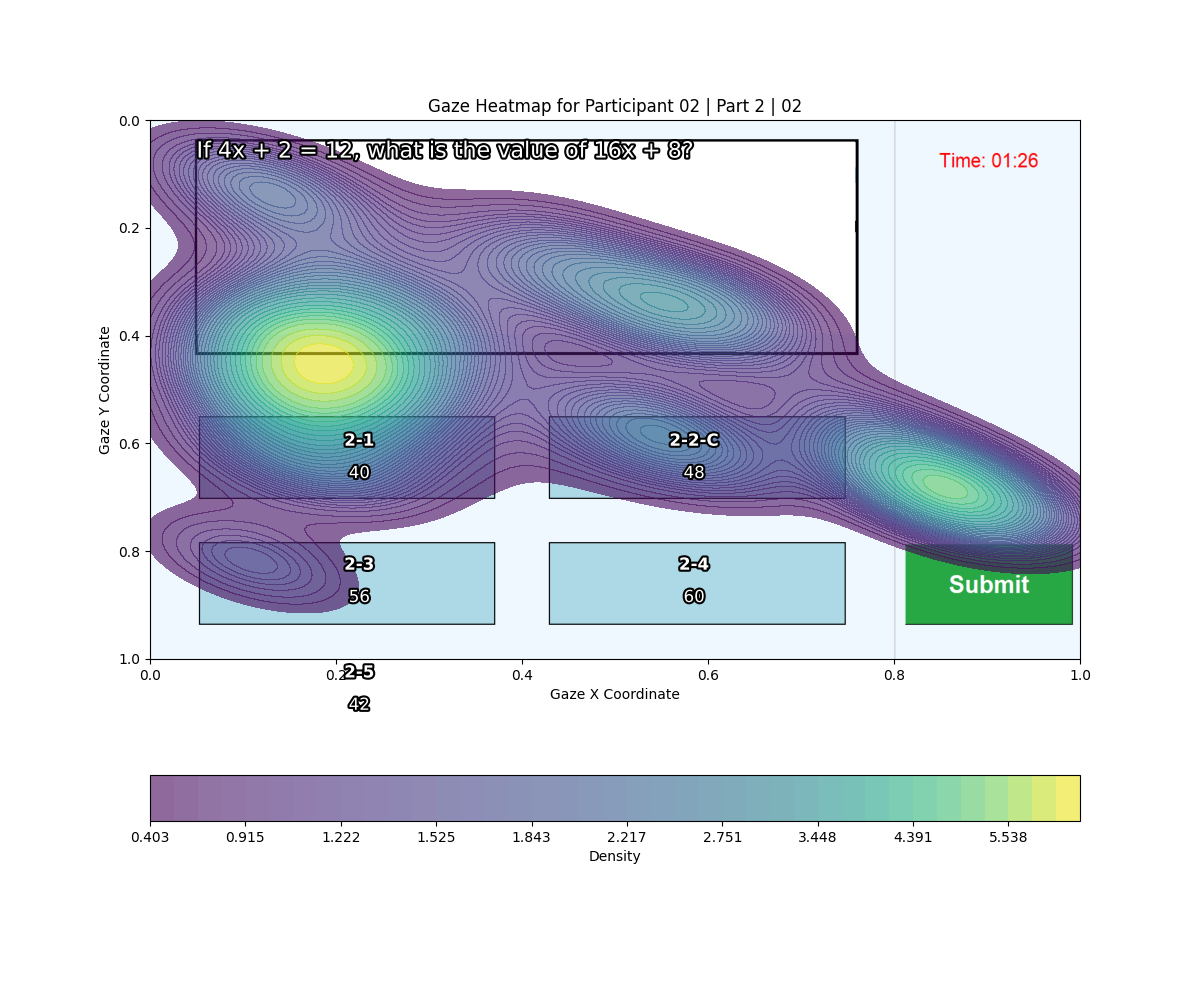 Gaze Heatmap for Participant 02 | Part 2 | 02
If 4x + 2 = 12, what is the value of 16x + 8?
Time: 01:26
0.0
0.2
0.4
0.6
0.8
1.0
Gaze Y Coordinate
2-1
40
2-2-C
48
2-3
56
2-4
60
Submit
2-5
42
0.0 0.2 0.4 0.6 0.8 1.0
Gaze X Coordinate
0.403 0.915 1.222 1.525 1.843 2.217 2.751 3.448 4.391 5.538
Density